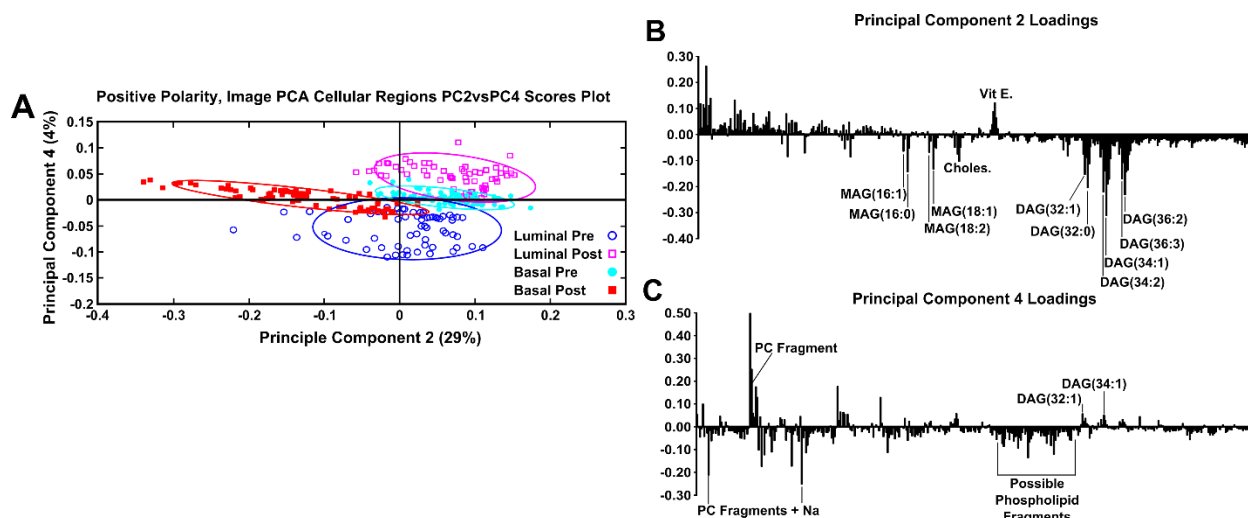 A
Positive Polarity, Image PCA Cellular Regions PC2vsPC4 Scores Plot
Principal Component 4 (4%)
0.15
0.1
0.05
0
-0.05
-0.1
-0.15
-0.2
-0.4
-0.3
-0.2
-0.1
0
0.1
0.2
0.3
Principle Component 2 (29%)
Luminal Pre
Luminal Post
Basal Pre
Basal Post
B
Principal Component 2 Loadings
0.30
0.20
0.10
0.00
-0.10
-0.20
-0.30
-0.40
Vit E.
MAG(16:1)
MAG(16:0)
Choles.
MAG(18:1)
MAG(18:2)
DAG(32:1)
DAG(32:0)
DAG(36:2)
DAG(36:3)
DAG(34:1)
DAG(34:2)
C
Principal Component 4 Loadings
0.50
0.40
0.30
0.20
0.10
0.00
-0.10
-0.20
-0.30
PC Fragment
DAG(34:1)
DAG(32:1)
PC Fragments + Na
Possible
Phospholipid
Fragments